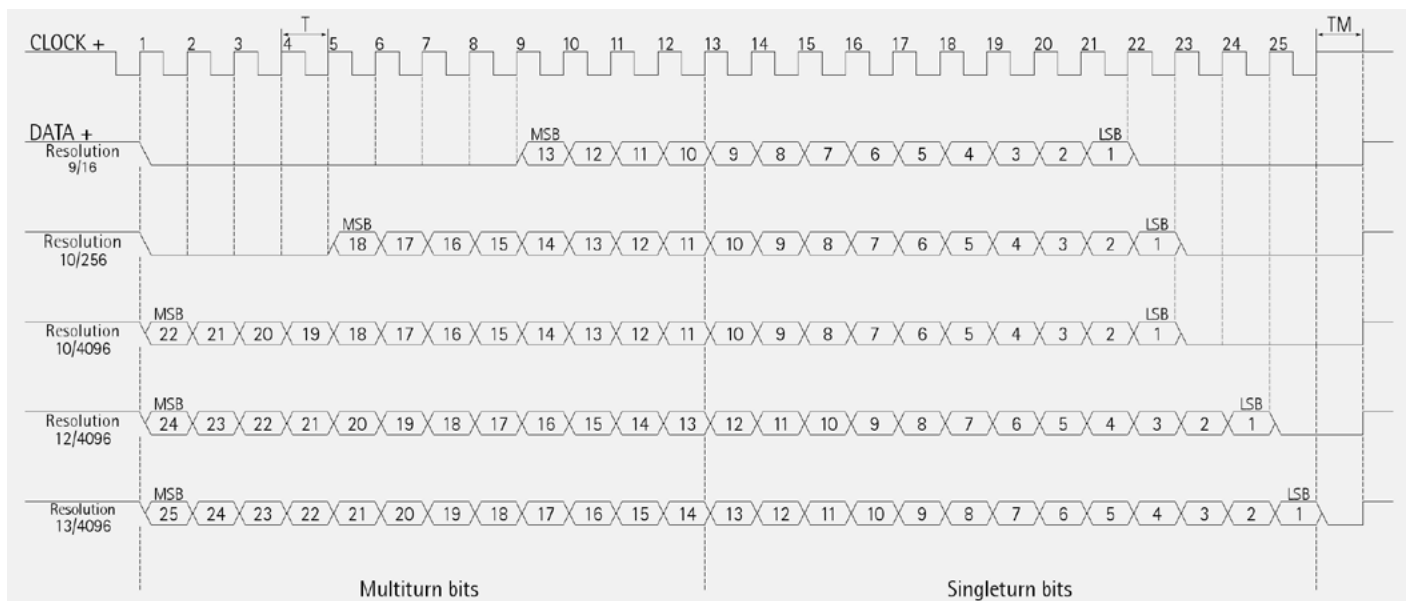 T TM
CLOCK + 1 2 3 4 5 6 7 8 9 10 11 12 13 14 15 16 17 18 19 20 21 22 23 24 25
DATA + MSB LSB
Resolution 13 12 11 10 9 8 7 6 5 4 3 2 1
9/16
MSB LSB
Resolution 18 17 16 15 14 13 12 11 10 9 8 7 6 5 4 3 2 1
10/256
MSB LSB
Resolution 22 21 20 19 18 17 16 15 14 13 12 11 10 9 8 7 6 5 4 3 2 1
10/4096
MSB LSB
Resolution 24 23 22 21 20 19 18 17 16 15 14 13 12 11 10 9 8 7 6 5 4 3 2 1
12/4096
MSB LSB
Resolution 25 24 23 22 21 20 19 18 17 16 15 14 13 12 11 10 9 8 7 6 5 4 3 2 1
13/4096
Multiturn bits Singleturn bits